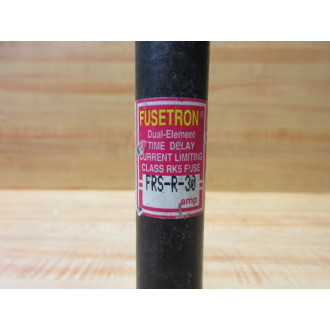 FUSETRON
Dual-Element
TIME DELAY
CURRENT LIMITING
CLASS RK5 FUSE
FRS-R-30
amp